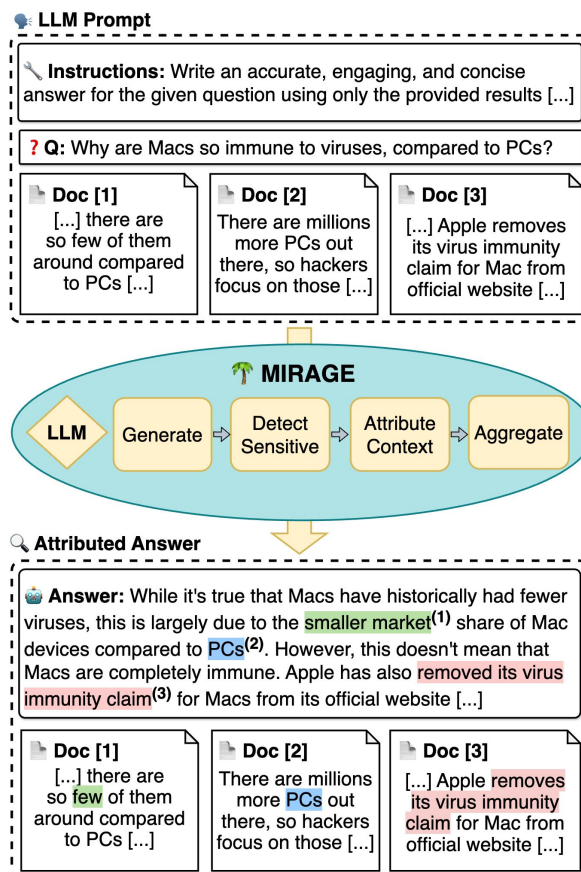 🗣️ LLM Prompt
🔧 Instructions: Write an accurate, engaging, and concise
answer for the given question using only the provided results [...]
❓ Q: Why are Macs so immune to viruses, compared to PCs?
Doc [1]
[...] there are
so few of them
around compared
to PCs [...]
Doc [2]
There are millions
more PCs out
there, so hackers
focus on those [...]
Doc [3]
[...] Apple removes
its virus immunity
claim for Mac from
official website [...]
🌴 MIRAGE
LLM
Generate
Detect
Sensitive
Attribute
Context
Aggregate
🔍 Attributed Answer
🤖 Answer: While it's true that Macs have historically had fewer
viruses, this is largely due to the smaller market(1) share of Mac
devices compared to PCs(2). However, this doesn't mean that
Macs are completely immune. Apple has also removed its virus
immunity claim(3) for Macs from its official website [...]
Doc [1]
[...] there are
so few of them
around compared
to PCs [...]
Doc [2]
There are millions
more PCs out
there, so hackers
focus on those [...]
Doc [3]
[...] Apple removes
its virus immunity
claim for Mac from
official website [...]